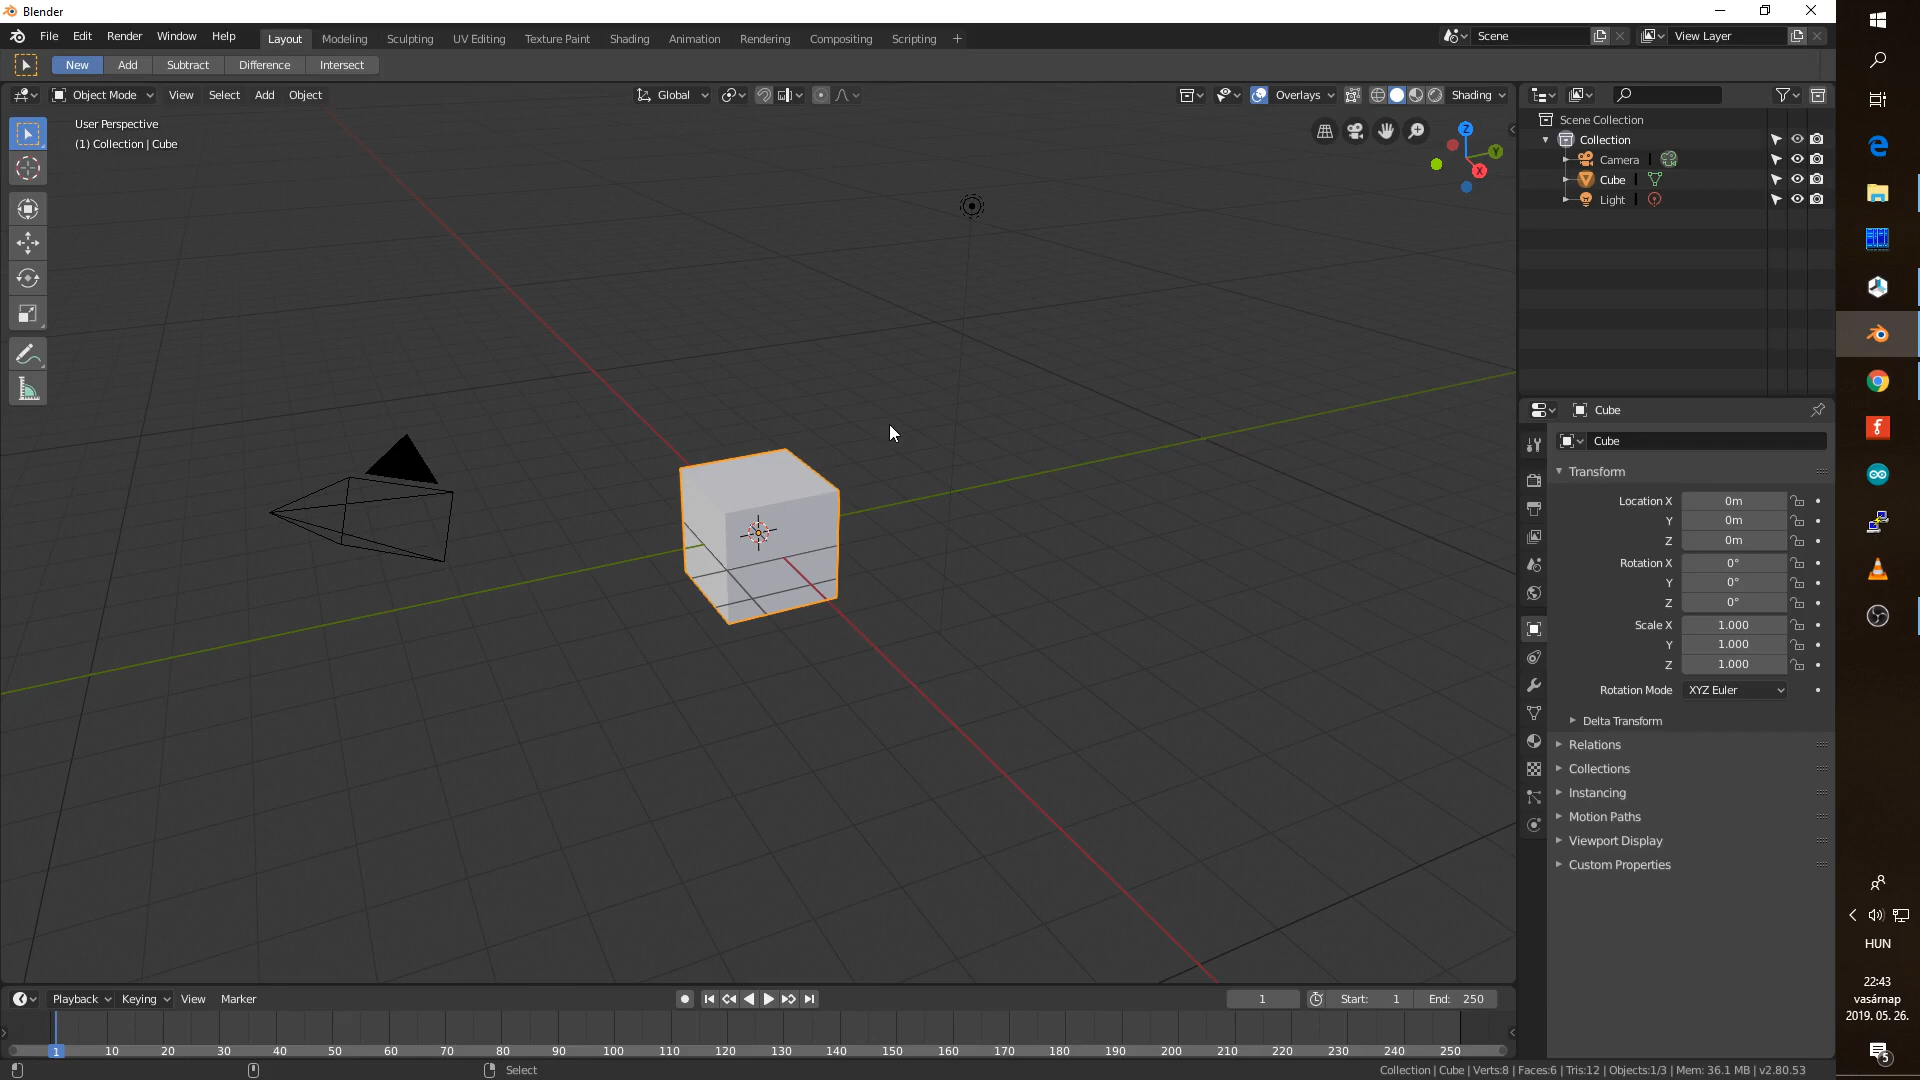 Blender
File Edit Render Window Help Layout Modeling Sculpting UV Editing Texture Paint Shading Animation Rendering Compositing Scripting + Scene View Layer
New Add Subtract Difference Intersect
Object Mode View Select Add Object Global Overlays Shading
User Perspective
(1) Collection | Cube
Z
Y
X
Scene Collection
Collection
Camera
Cube
Light
Cube
Cube
Transform
Location X 0m
Y 0m
Z 0m
Rotation X 0°
Y 0°
Z 0°
Scale X 1.000
Y 1.000
Z 1.000
Rotation Mode XYZ Euler
Delta Transform
Relations
Collections
Instancing
Motion Paths
Viewport Display
Custom Properties
Playback Keying View Marker 1 Start: 1 End: 250
1 10 20 30 40 50 60 70 80 90 100 110 120 130 140 150 160 170 180 190 200 210 220 230 240 250
Select Collection | Cube | Verts:8 | Faces:6 | Tris:12 | Objects:1/3 | Mem: 36.1 MB | v2.80.53
HUN
22:43
vasárnap
2019. 05. 26.
5